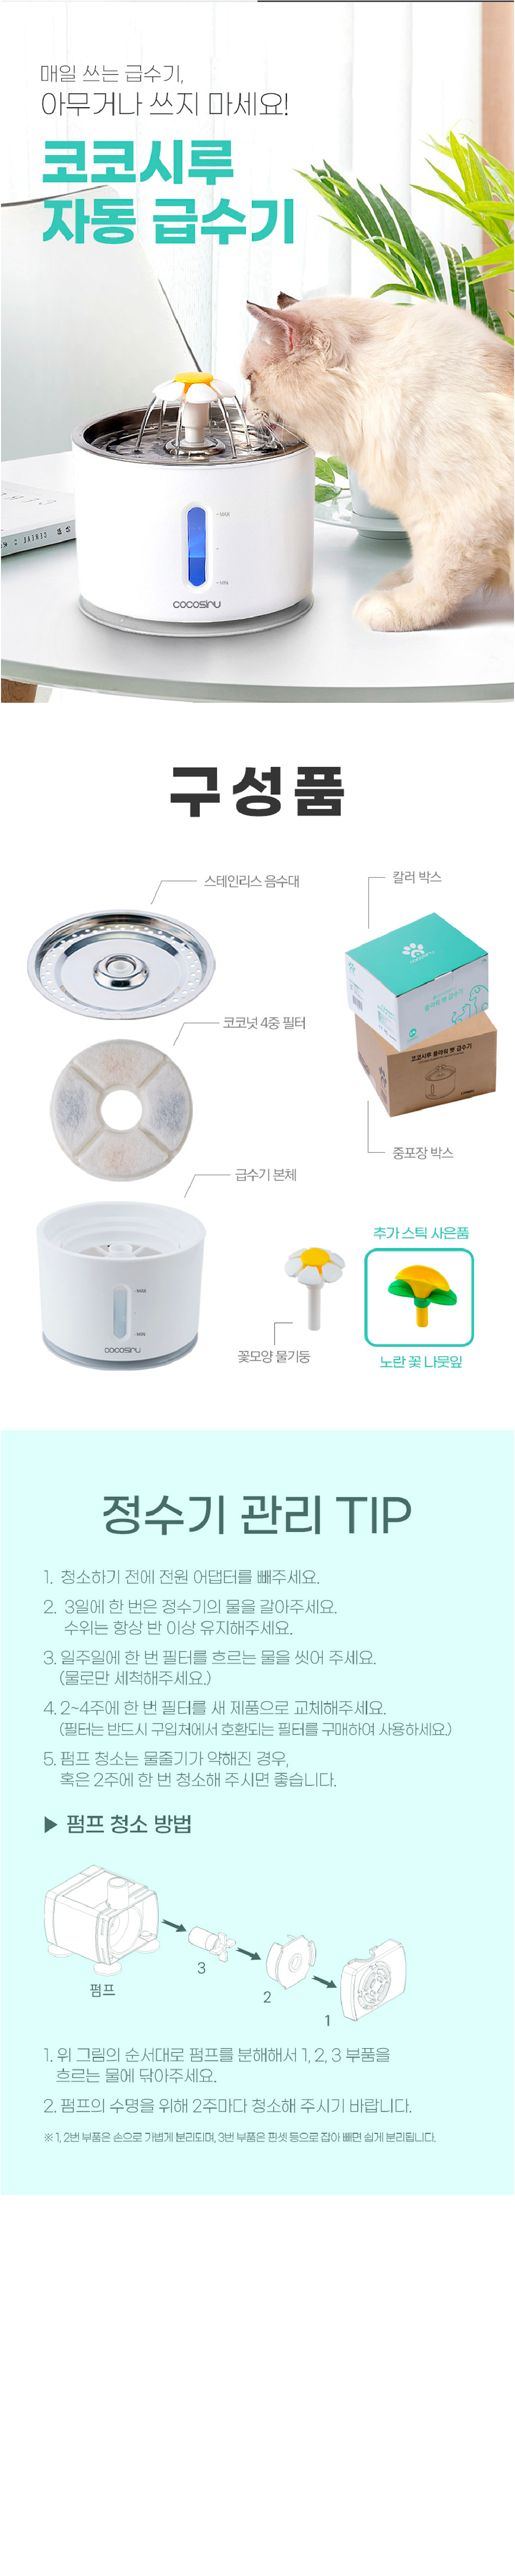 매일 쓰는 급수기,
아무거나 쓰지 마세요!
코코시루
자동 급수기
MAX
MIN
cocosiru
구성품
스테인리스 음수대
칼러 박스
코코넛 4중 필터
코코시루 플라워 펫 급수기
중포장 박스
급수기 본체
MAX
MIN
cocosiru
추가 스틱 사은품
꽃모양 물기둥
노란 꽃 나뭇잎
정수기 관리 TIP
1. 청소하기 전에 전원 어댑터를 빼주세요.
2. 3일에 한 번은 정수기의 물을 갈아주세요.
수위는 항상 반 이상 유지해주세요.
3. 일주일에 한 번 필터를 흐르는 물을 씻어 주세요.
(물로만 세척해주세요.)
4. 2~4주에 한 번 필터를 새 제품으로 교체해주세요.
(필터는 반드시 구입처에서 호환되는 필터를 구매하여 사용하세요.)
5. 펌프 청소는 물줄기가 약해진 경우,
혹은 2주에 한 번 청소해 주시면 좋습니다.
▶ 펌프 청소 방법
펌프
3
2
1
1. 위 그림의 순서대로 펌프를 분해해서 1, 2, 3 부품을
흐르는 물에 닦아주세요.
2. 펌프의 수명을 위해 2주마다 청소해 주시기 바랍니다.
※ 1, 2번 부품은 손으로 가볍게 분리되며, 3번 부품은 핀셋 등으로 잡아 빼면 쉽게 분리됩니다.